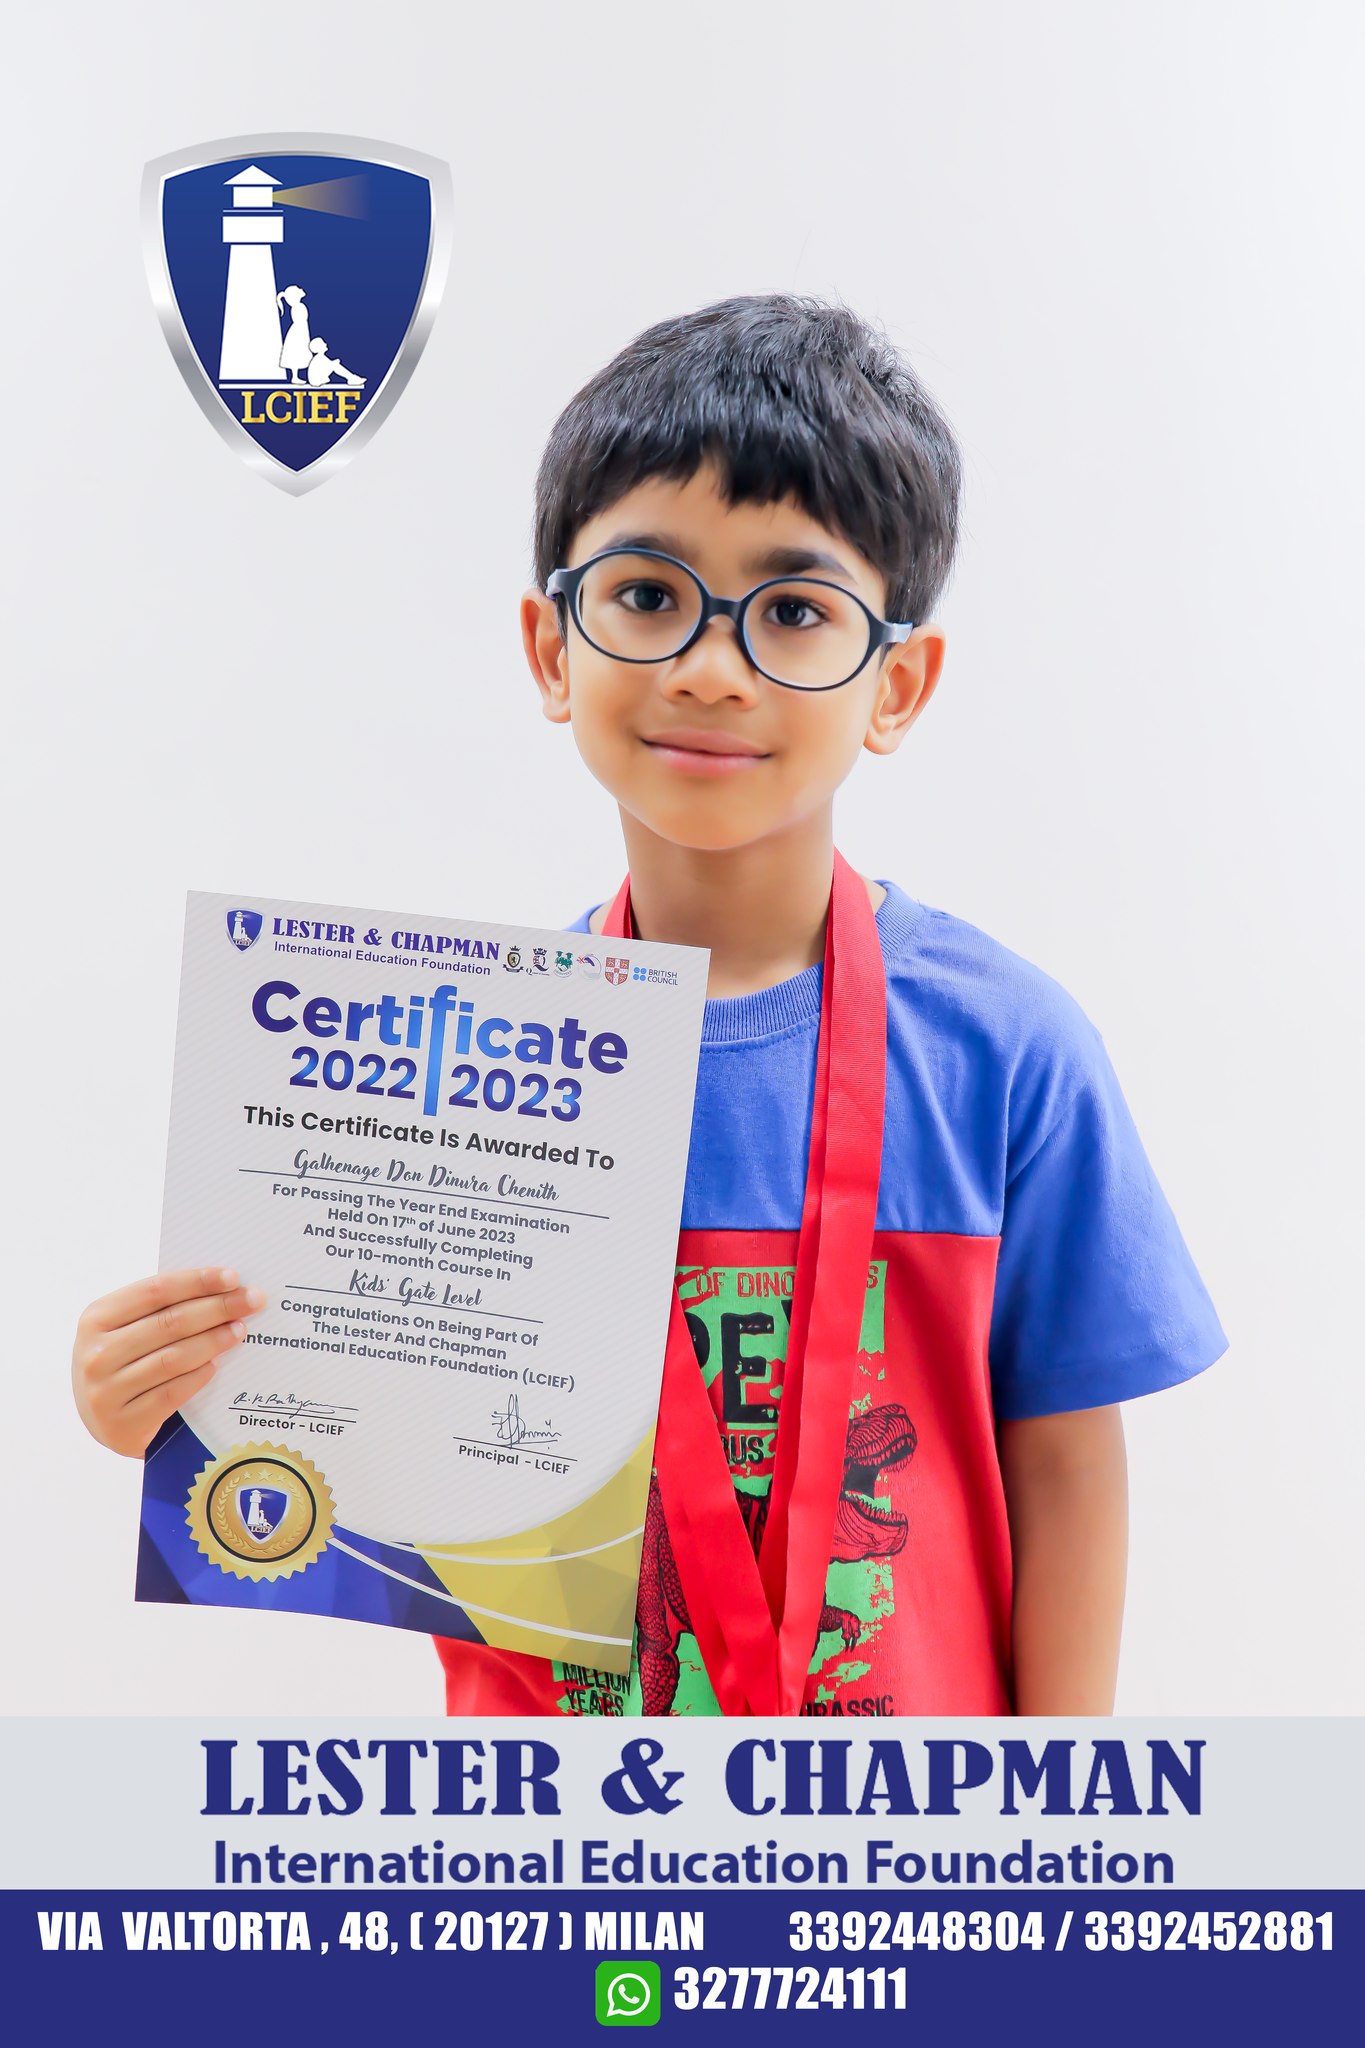 LCIEF
LESTER & CHAPMAN
International Education Foundation
BRITISH
COUNCIL
Certificate
2022 2023
This Certificate Is Awarded To
Galhenage Don Dinura Chenith
For Passing The Year End Examination
Held On 17th of June 2023
And Successfully Completing
Our 10-month Course In
Kids' Gate Level
Congratulations On Being Part Of
The Lester And Chapman
International Education Foundation (LCIEF)
Director - LCIEF
Principal - LCIEF
LCIEF
OF DINO S
MILLION
YEARS
LESTER & CHAPMAN
International Education Foundation
VIA VALTORTA , 48, ( 20127 ) MILAN 3392448304 / 3392452881
3277724111